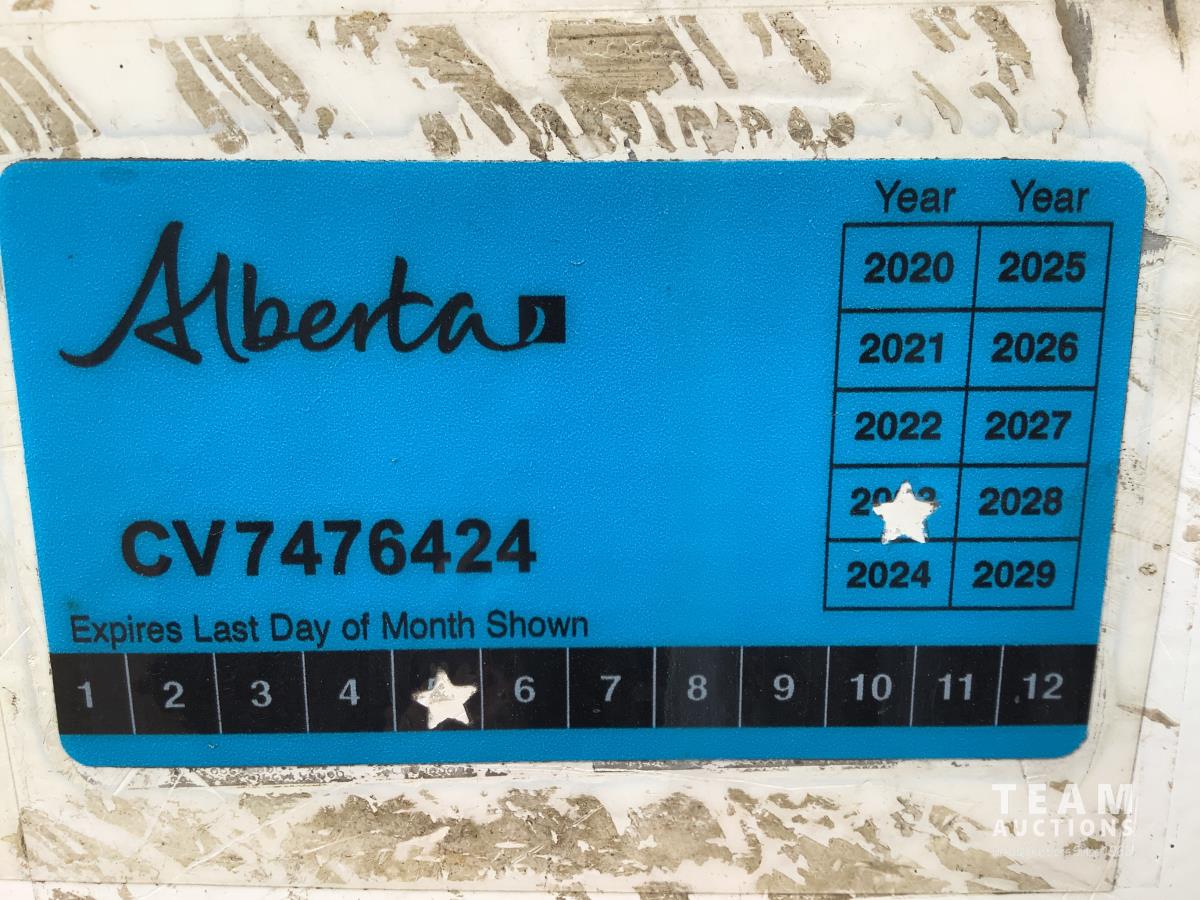 Year Year
2020 2025
2021 2026
2022 2027
2028
2024 2029
Alberta
CV7476424
Expires Last Day of Month Shown
1 2 3 4 6 7 8 9 10 11 12
TEAM
AUCTIONS